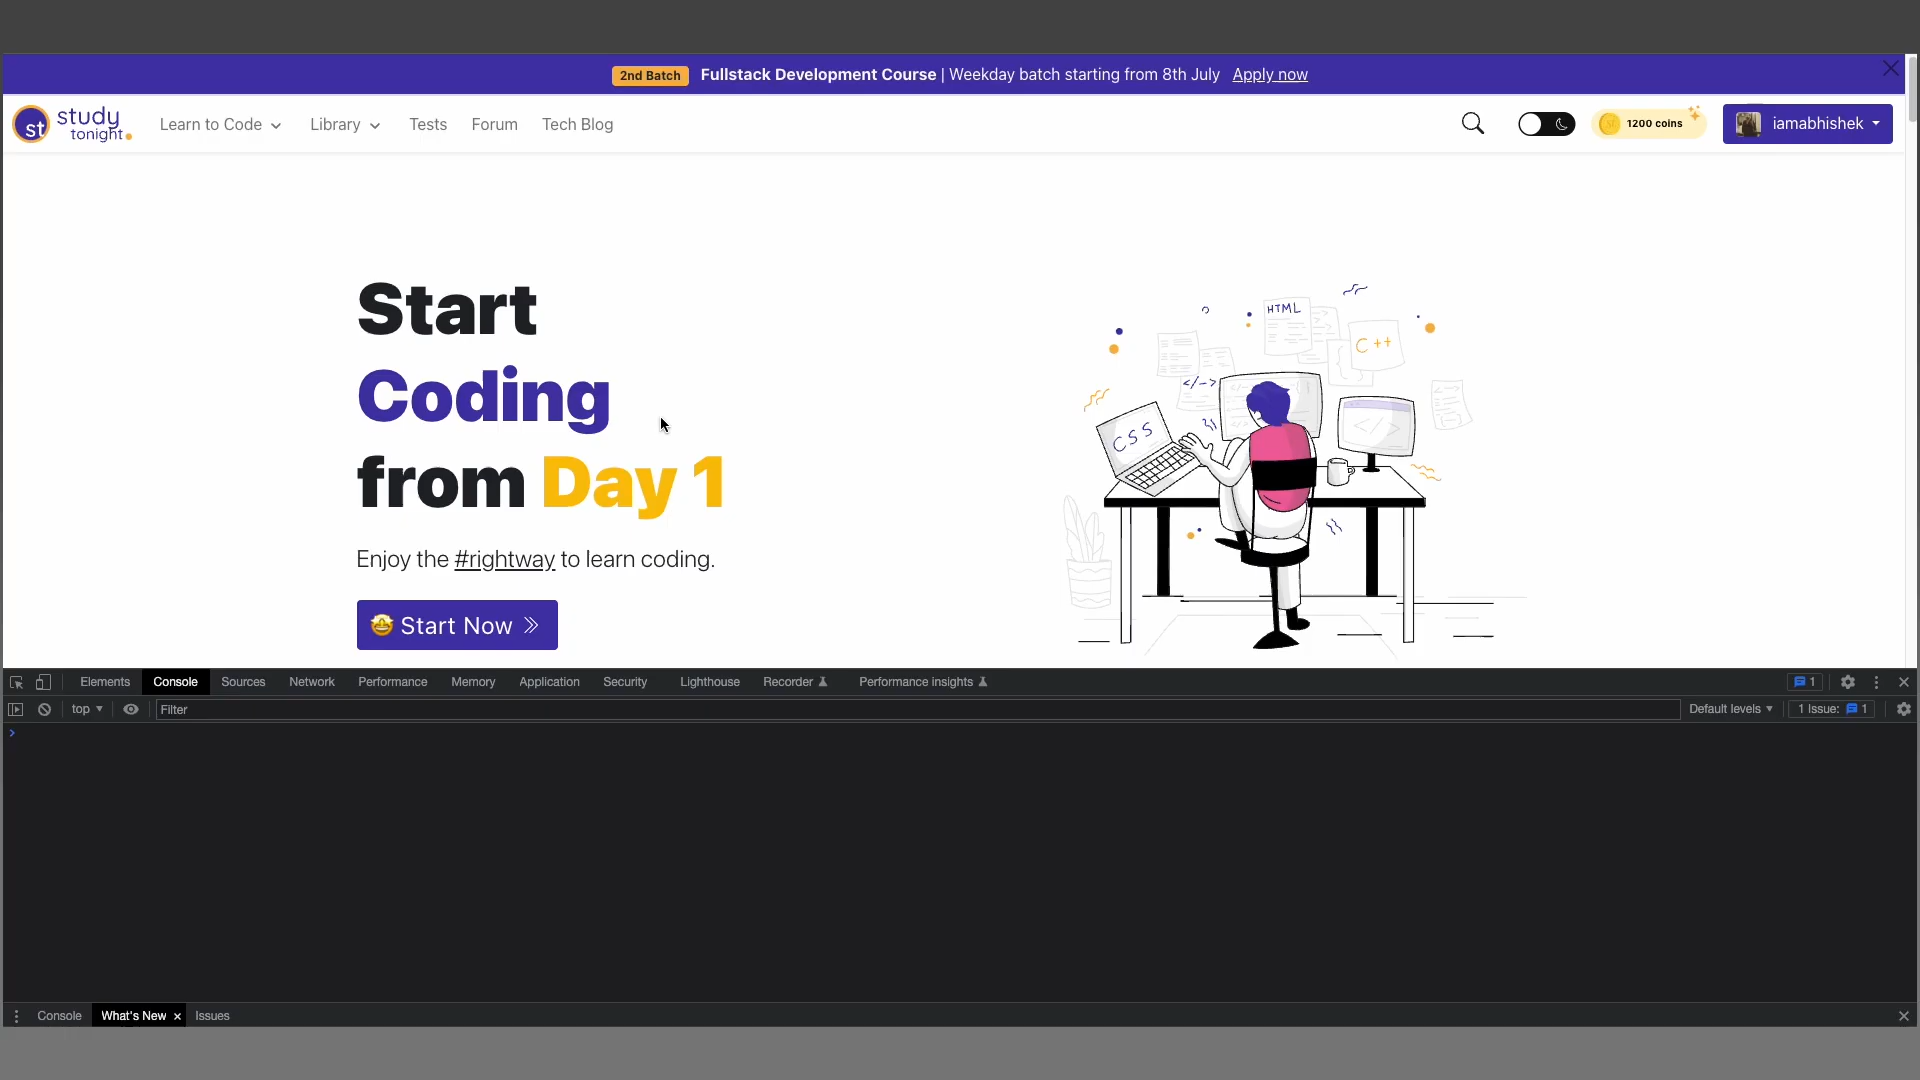 2nd Batch Fullstack Development Course | Weekday batch starting from 8th July Apply now
st study tonight
Learn to Code Library Tests Forum Tech Blog 1200 coins iamabhishek
Start
Coding
from Day 1
Enjoy the #rightway to learn coding.
🤩 Start Now »
HTML
C ++
</->
CSS
</>
Elements Console Sources Network Performance Memory Application Security Lighthouse Recorder Performance insights 1
top Filter Default levels 1 Issue: 1
>
Console What's New × Issues